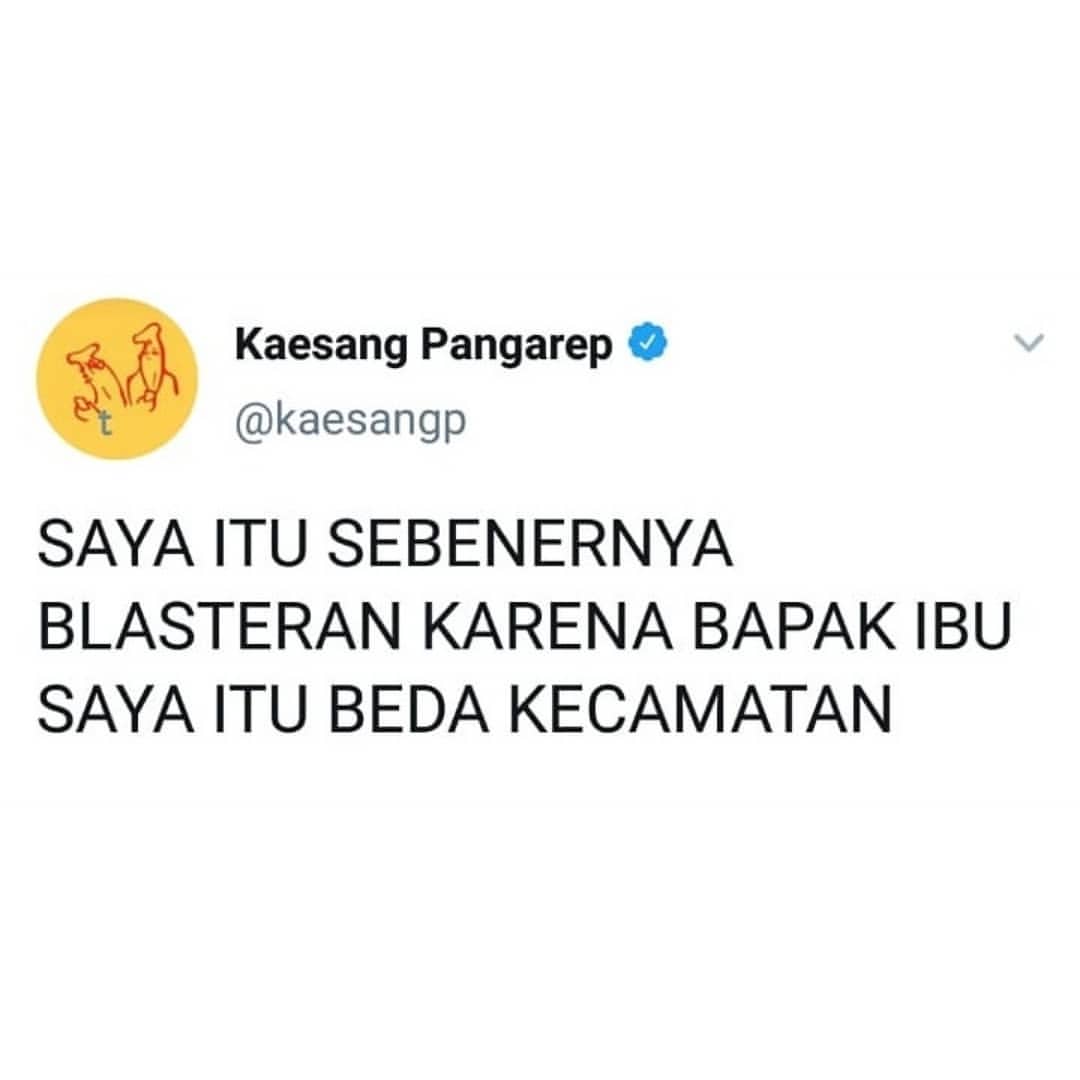 Kaesang Pangarep
@kaesangp
t
SAYA ITU SEBENERNYA
BLASTERAN KARENA BAPAK IBU
SAYA ITU BEDA KECAMATAN